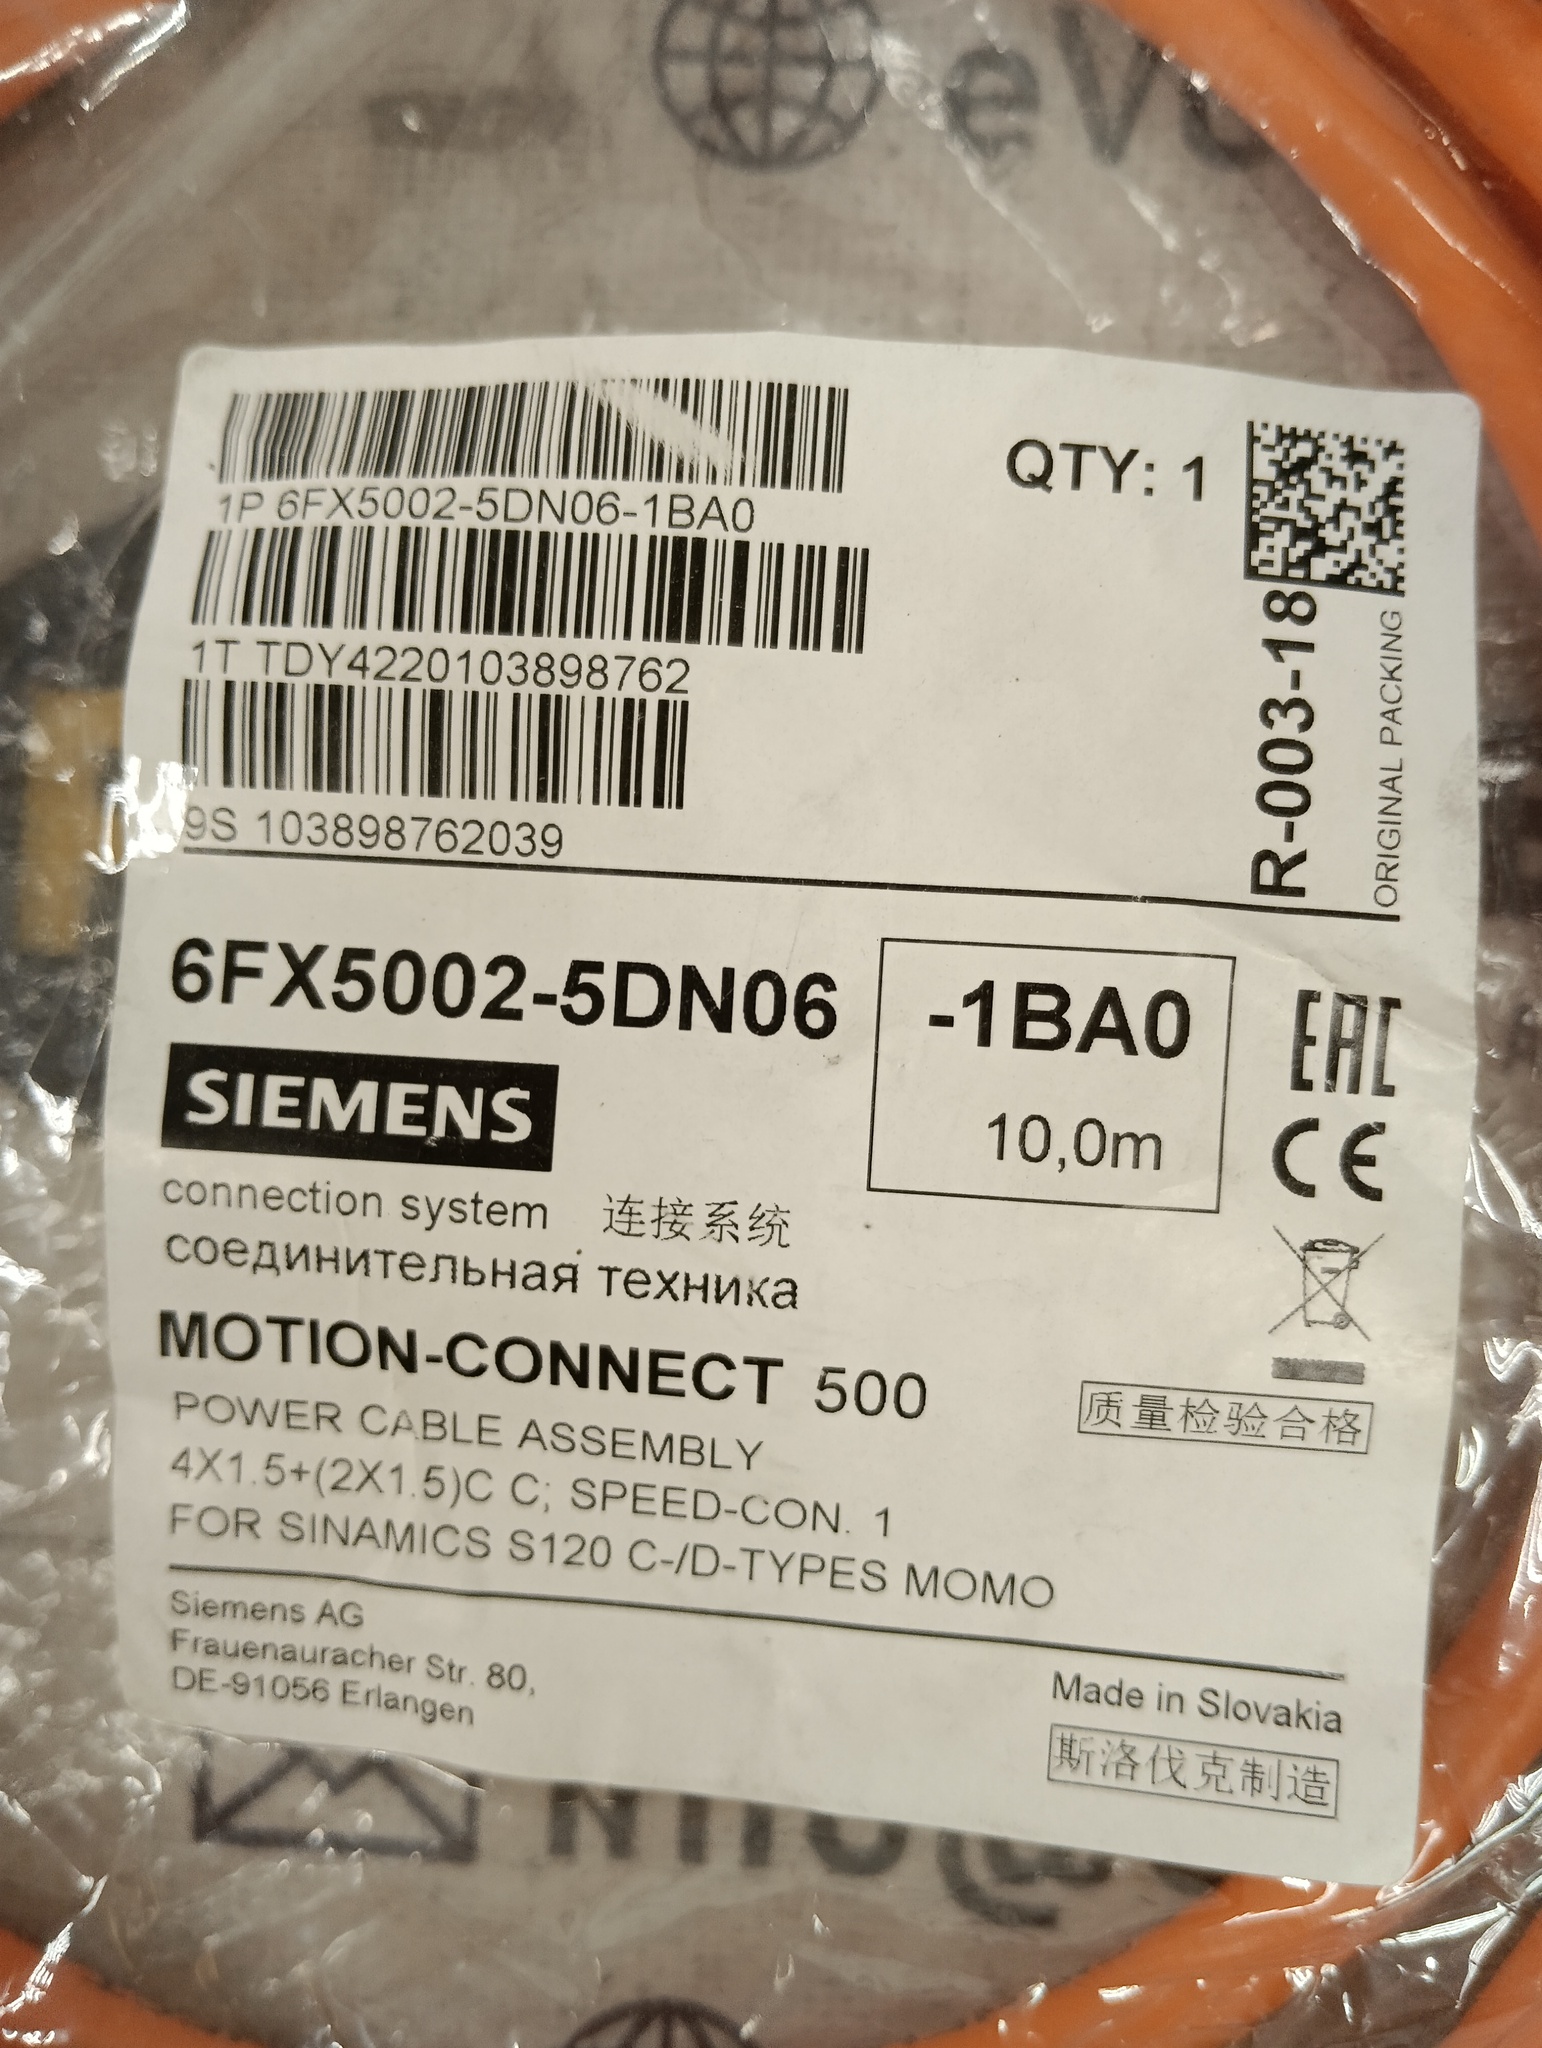 1P 6FX5002-5DN06-1BA0
QTY: 1
1T TDY4220103898762
9S 103898762039
R-003-18
ORIGINAL PACKING
6FX5002-5DN06
-1BA0
10,0m
EAC
CE
SIEMENS
connection system 连接系统
соединительная техника
MOTION-CONNECT 500
POWER CABLE ASSEMBLY
4X1.5+(2X1.5)C C; SPEED-CON. 1
FOR SINAMICS S120 C-/D-TYPES MOMO
质量检验合格
Siemens AG
Frauenauracher Str. 80,
DE-91056 Erlangen
Made in Slovakia
斯洛伐克制造